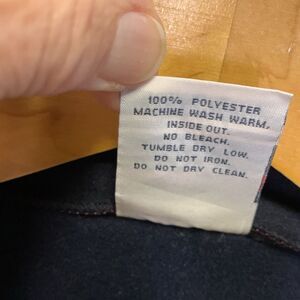 100% POLYESTER
MACHINE WASH WARM,
INSIDE OUT.
NO BLEACH.
TUMBLE DRY LOW.
DO NOT IRON.
DO NOT DRY CLEAN.